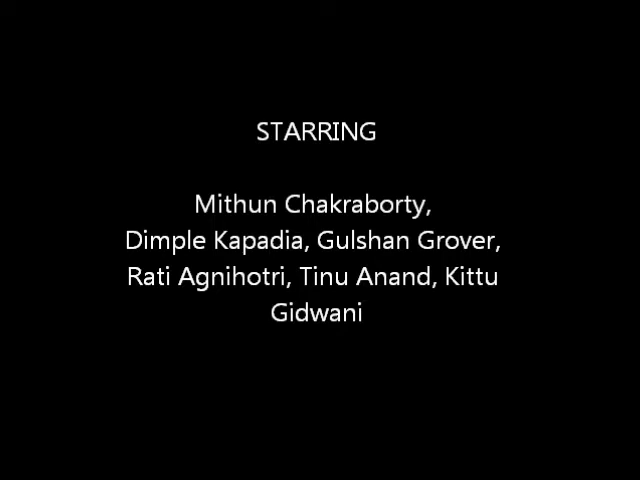 STARRING
Mithun Chakraborty,
Dimple Kapadia, Gulshan Grover,
Rati Agnihotri, Tinu Anand, Kittu
Gidwani